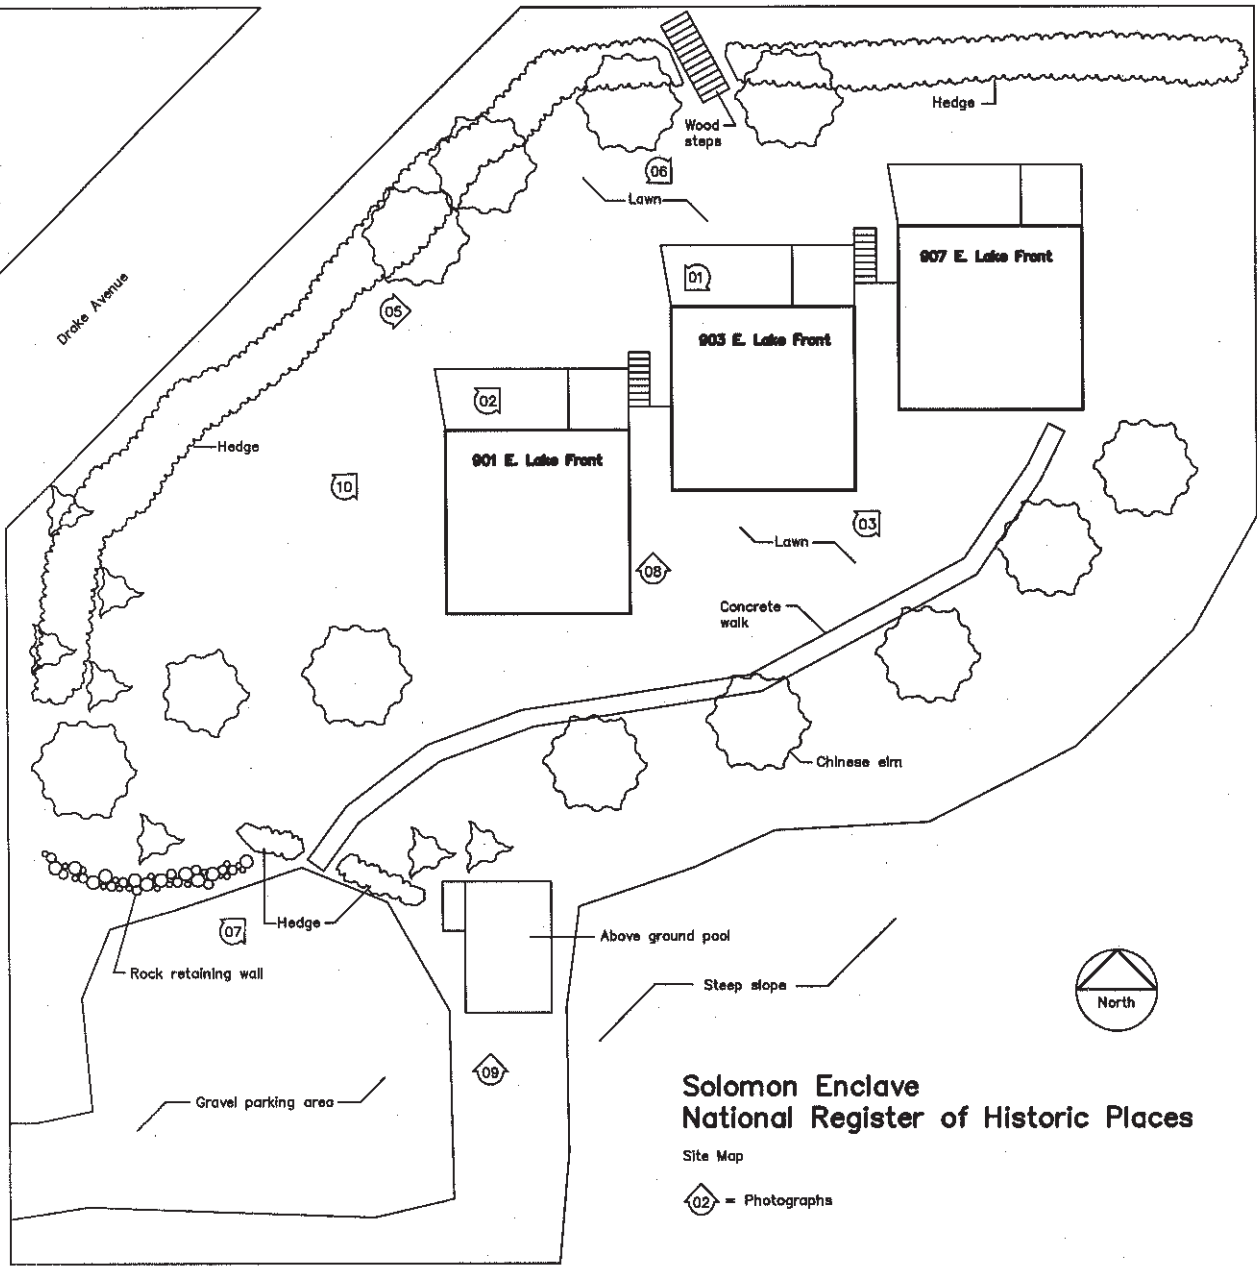 Hedge
Wood
steps
06
Lawn
907 E. Lake Front
01
Drake Avenue
05
903 E. Lake Front
02
Hedge
901 E. Lake Front
10
03
Lawn
08
Concrete
walk
Chinese elm
Hedge
07
Above ground pool
Rock retaining wall
Steep slope
North
09
Gravel parking area
Solomon Enclave
National Register of Historic Places
Site Map
02 = Photographs